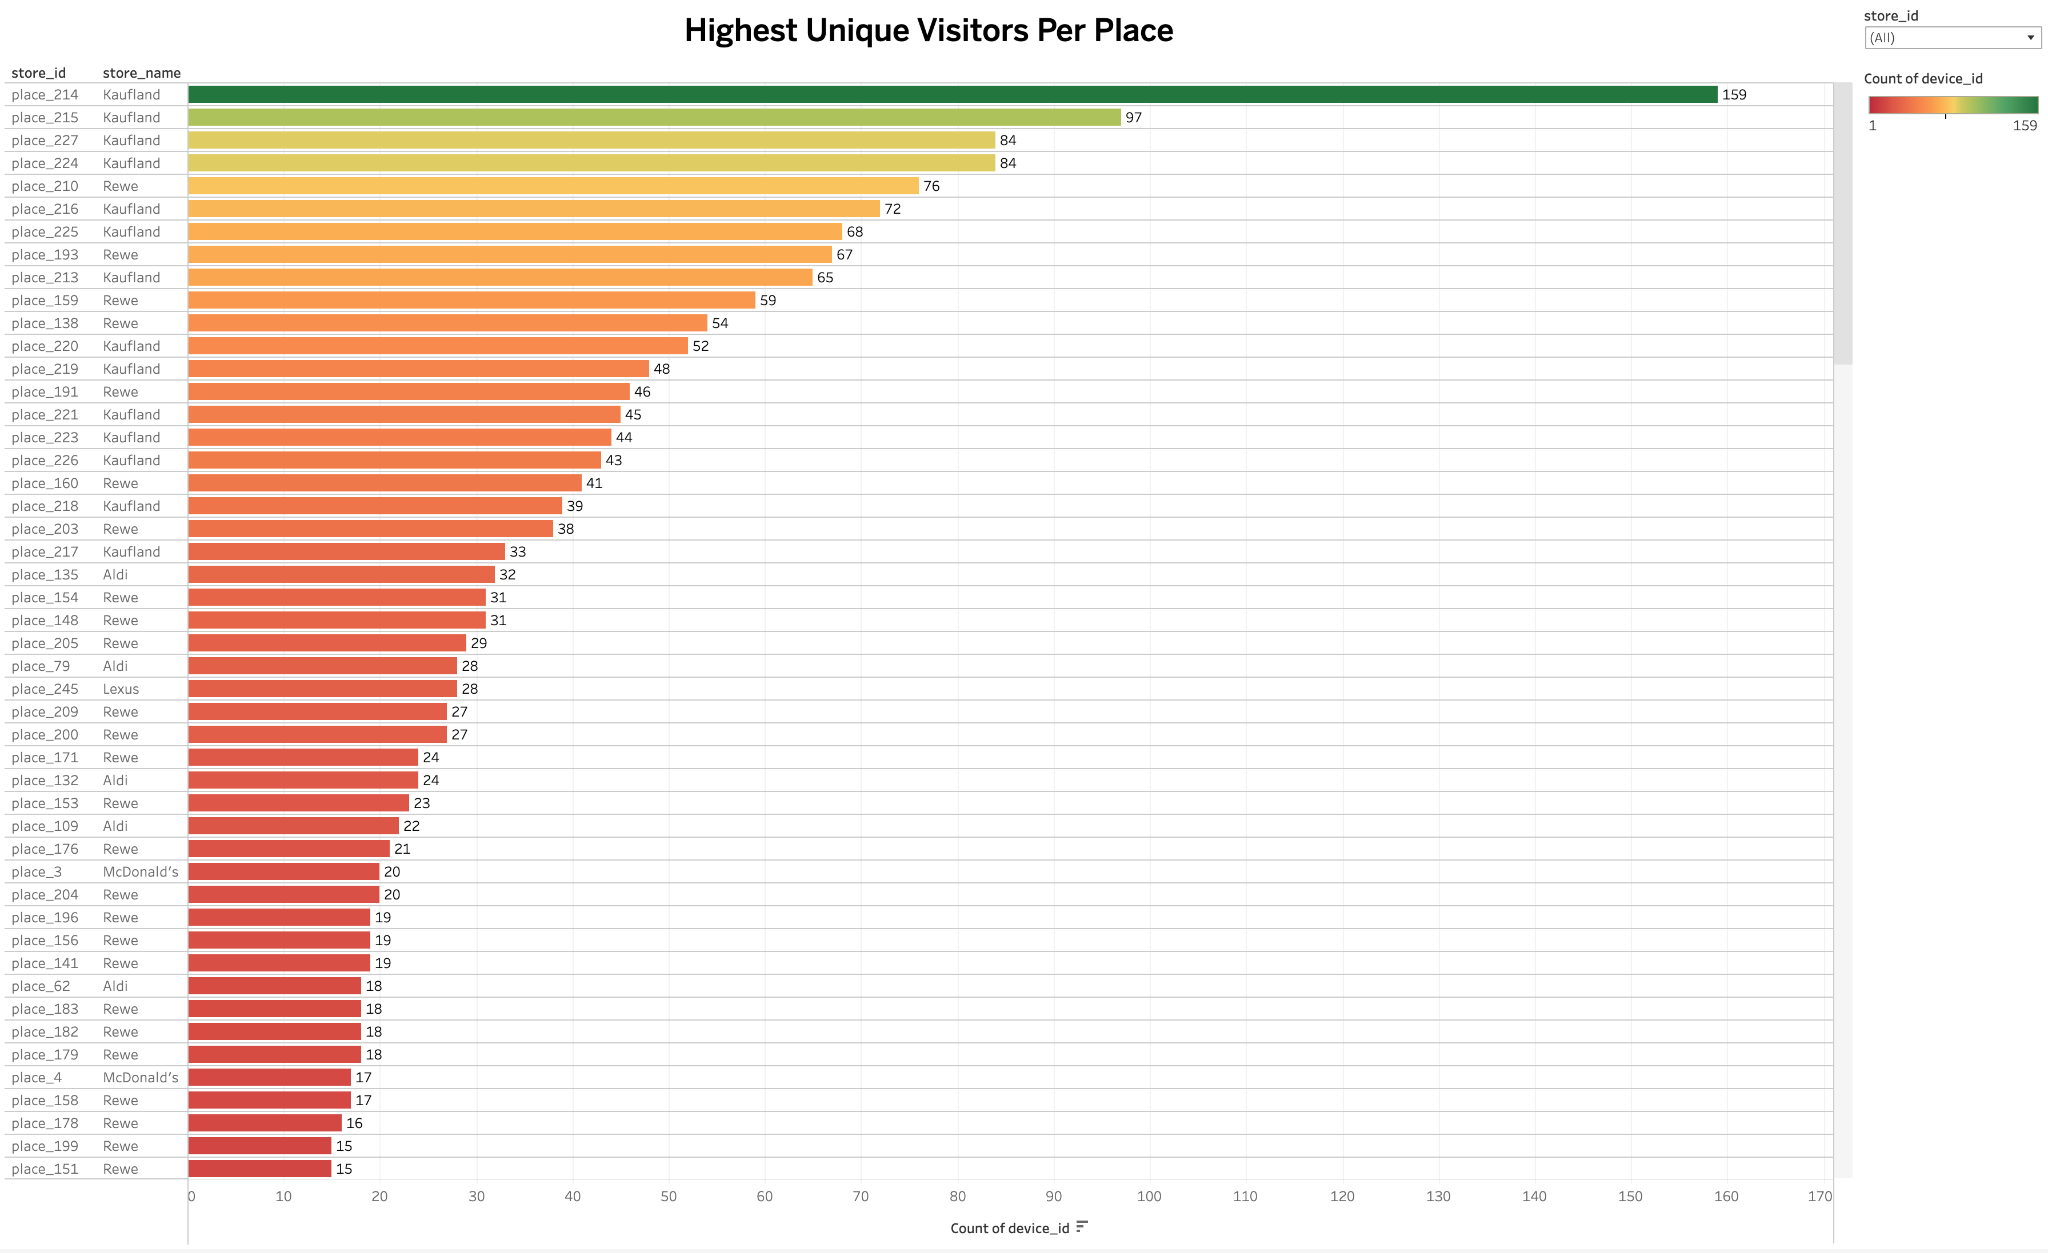 Highest Unique Visitors Per Place
store_id
(All)
Count of device_id
1 159
store_id store_name
place_214 Kaufland 159
place_215 Kaufland 97
place_227 Kaufland 84
place_224 Kaufland 84
place_210 Rewe 76
place_216 Kaufland 72
place_225 Kaufland 68
place_193 Rewe 67
place_213 Kaufland 65
place_159 Rewe 59
place_138 Rewe 54
place_220 Kaufland 52
place_219 Kaufland 48
place_191 Rewe 46
place_221 Kaufland 45
place_223 Kaufland 44
place_226 Kaufland 43
place_160 Rewe 41
place_218 Kaufland 39
place_203 Rewe 38
place_217 Kaufland 33
place_135 Aldi 32
place_154 Rewe 31
place_148 Rewe 31
place_205 Rewe 29
place_79 Aldi 28
place_245 Lexus 28
place_209 Rewe 27
place_200 Rewe 27
place_171 Rewe 24
place_132 Aldi 24
place_153 Rewe 23
place_109 Aldi 22
place_176 Rewe 21
place_3 McDonald's 20
place_204 Rewe 20
place_196 Rewe 19
place_156 Rewe 19
place_141 Rewe 19
place_62 Aldi 18
place_183 Rewe 18
place_182 Rewe 18
place_179 Rewe 18
place_4 McDonald's 17
place_158 Rewe 17
place_178 Rewe 16
place_199 Rewe 15
place_151 Rewe 15
0 10 20 30 40 50 60 70 80 90 100 110 120 130 140 150 160 170
Count of device_id